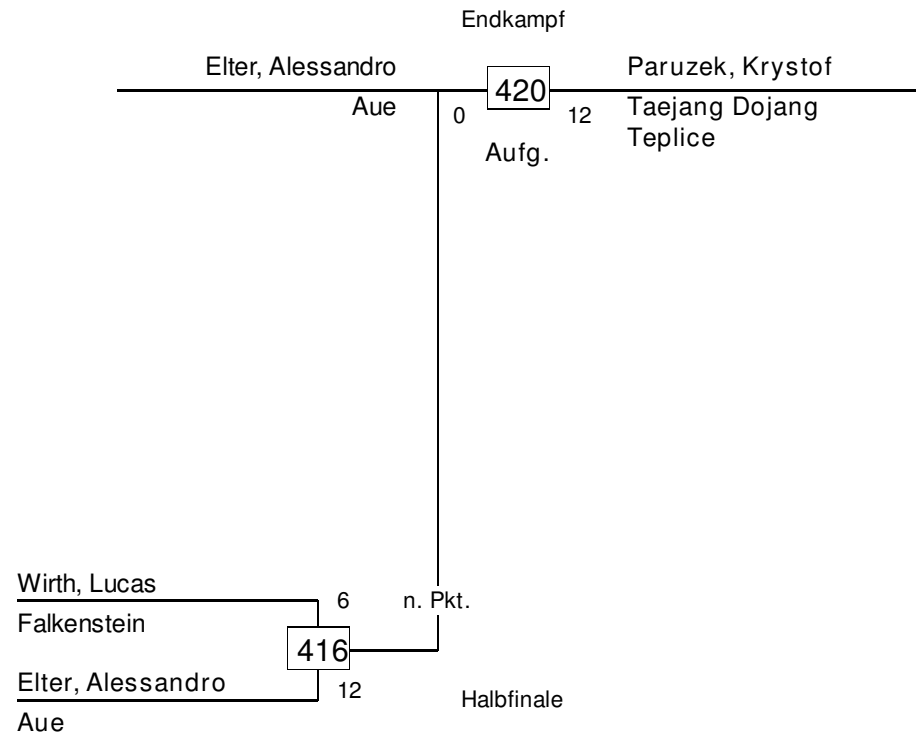 Endkampf
Elter, Alessandro
Aue
0
420
12
Aufg.
Paruzek, Krystof
Taejang Dojang
Teplice
Wirth, Lucas
Falkenstein
6
n. Pkt.
416
Elter, Alessandro
Aue
12
Halbfinale